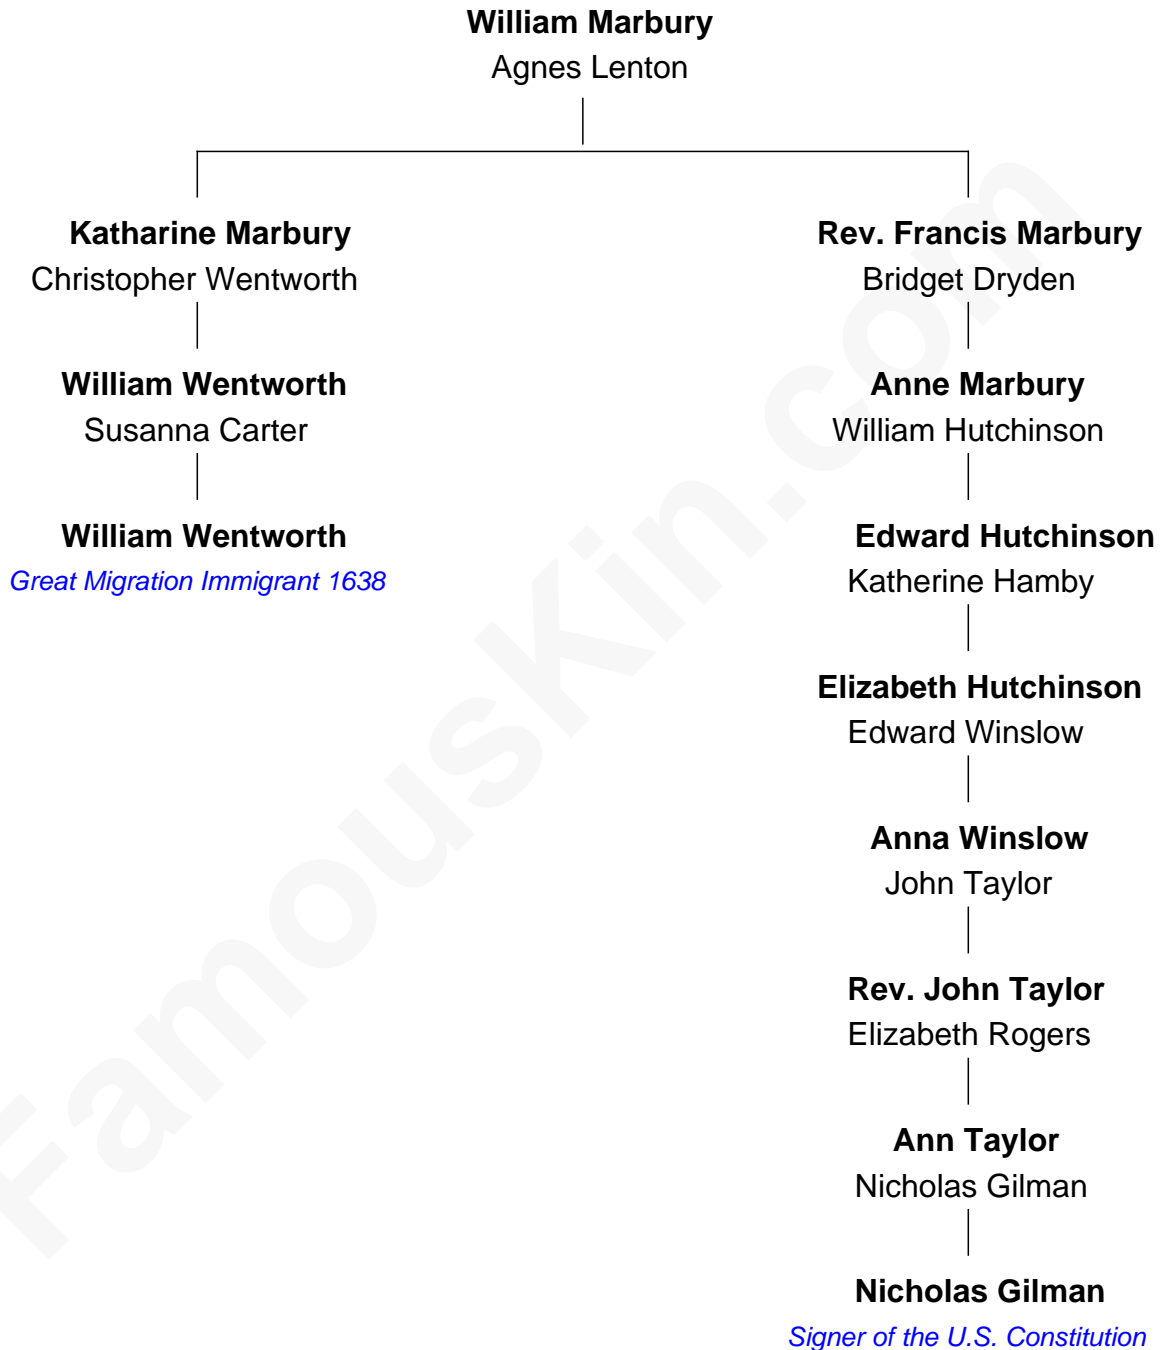 William Marbury
Agnes Lenton
Katharine Marbury
Christopher Wentworth
William Wentworth
Susanna Carter
William Wentworth
Great Migration Immigrant 1638
Rev. Francis Marbury
Bridget Dryden
Anne Marbury
William Hutchinson
Edward Hutchinson
Katherine Hamby
Elizabeth Hutchinson
Edward Winslow
Anna Winslow
John Taylor
Rev. John Taylor
Elizabeth Rogers
Ann Taylor
Nicholas Gilman
Nicholas Gilman
Signer of the U.S. Constitution
FamousKin.com